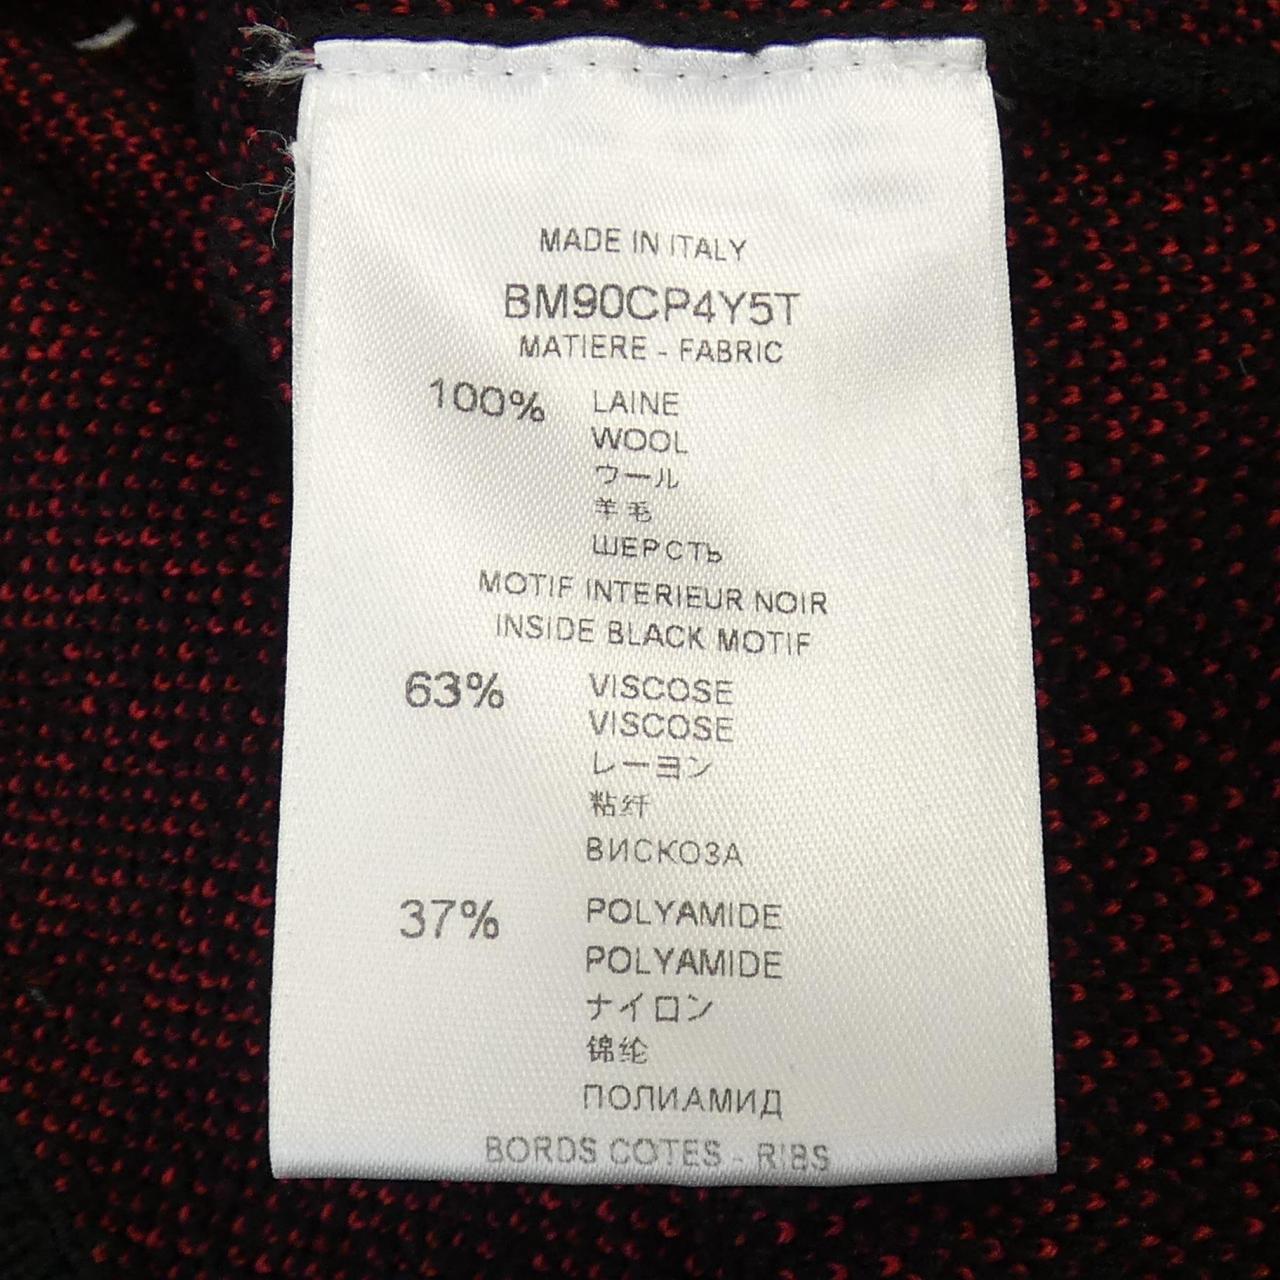 MADE IN ITALY
BM90CP4Y5T
MATIERE - FABRIC
100% LAINE
WOOL
ウール
羊毛
ШЕРСТЬ
MOTIF INTERIEUR NOIR
INSIDE BLACK MOTIF
63% VISCOSE
VISCOSE
レーヨン
粘纤
ВИСКОЗА
37% POLYAMIDE
POLYAMIDE
ナイロン
锦纶
ПОЛИАМИД
BORDS COTES - RIBS